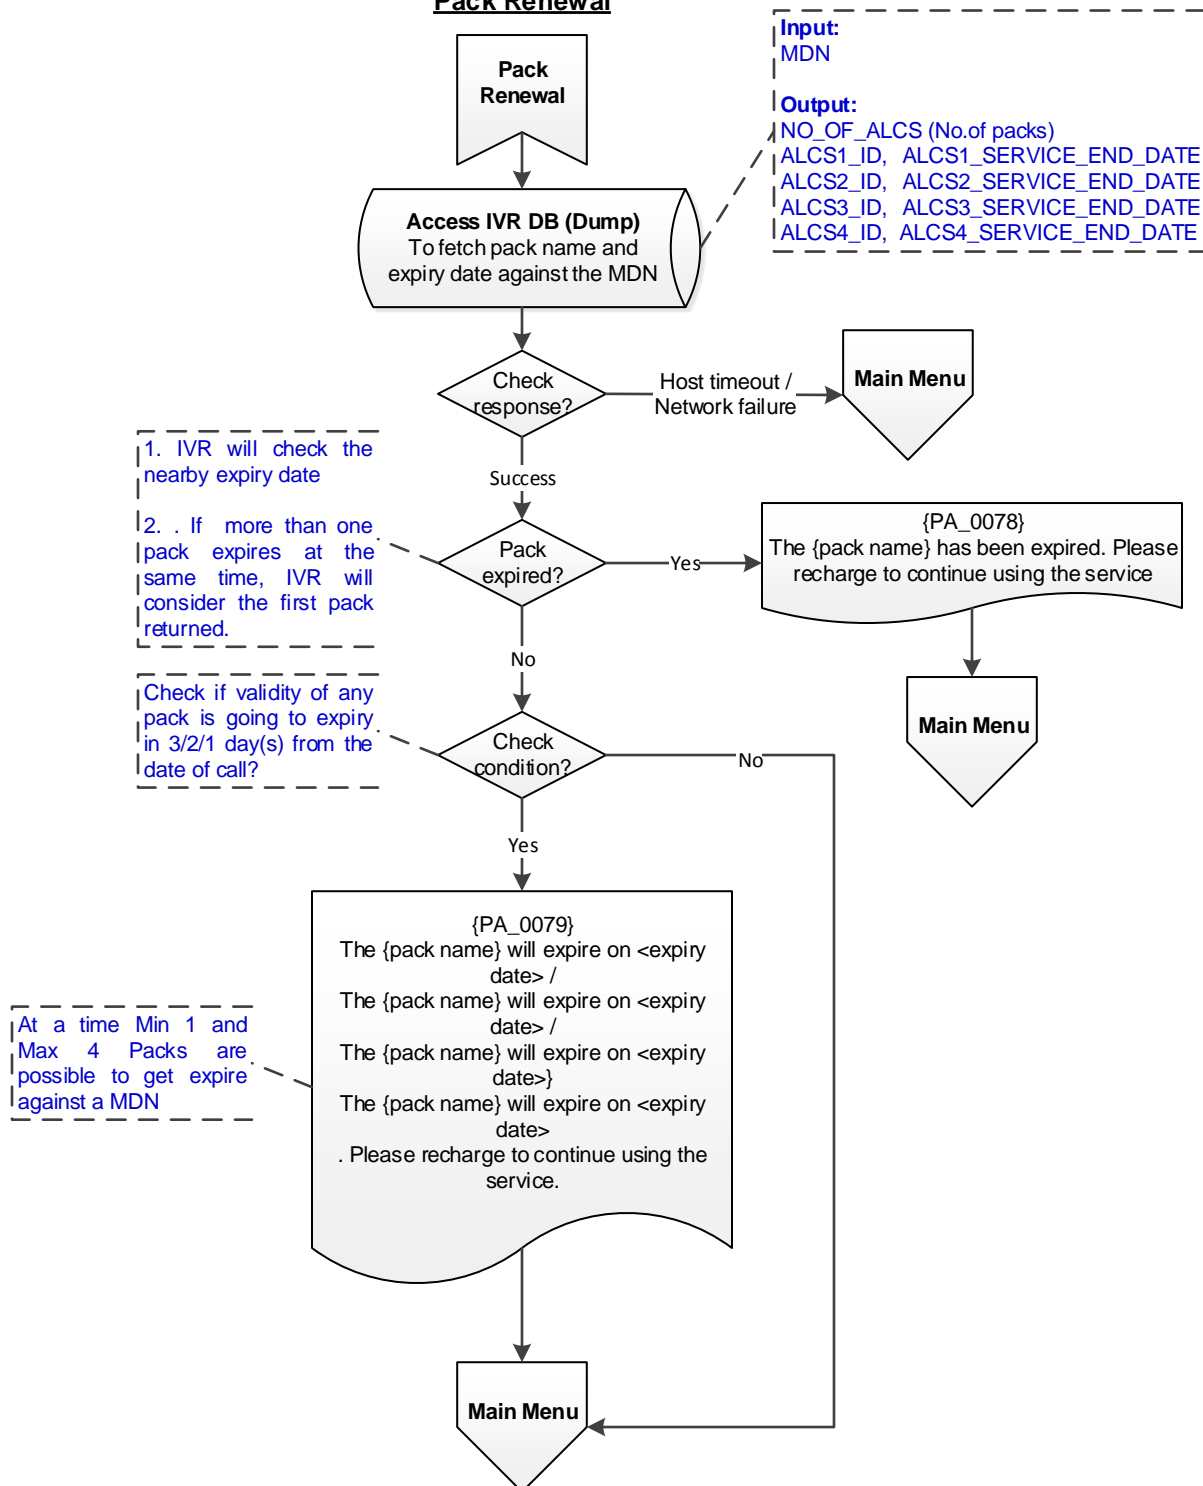 Pack Renewal
Pack
Renewal
Input:
MDN
Output:
NO_OF_ALCS (No.of packs)
ALCS1_ID, ALCS1_SERVICE_END_DATE
ALCS2_ID, ALCS2_SERVICE_END_DATE
ALCS3_ID, ALCS3_SERVICE_END_DATE
ALCS4_ID, ALCS4_SERVICE_END_DATE
Access IVR DB (Dump)
To fetch pack name and
expiry date against the MDN
Check
response?
Host timeout /
Network failure
Main Menu
Success
1. IVR will check the
nearby expiry date
2. . If more than one
pack expires at the
same time, IVR will
consider the first pack
returned.
Pack
expired?
Yes
{PA_0078}
The {pack name} has been expired. Please
recharge to continue using the service
Main Menu
No
Check if validity of any
pack is going to expiry
in 3/2/1 day(s) from the
date of call?
Check
condition?
No
Yes
{PA_0079}
The {pack name} will expire on <expiry
date> /
The {pack name} will expire on <expiry
date> /
The {pack name} will expire on <expiry
date>}
The {pack name} will expire on <expiry
date>
. Please recharge to continue using the
service.
At a time Min 1 and
Max 4 Packs are
possible to get expire
against a MDN
Main Menu